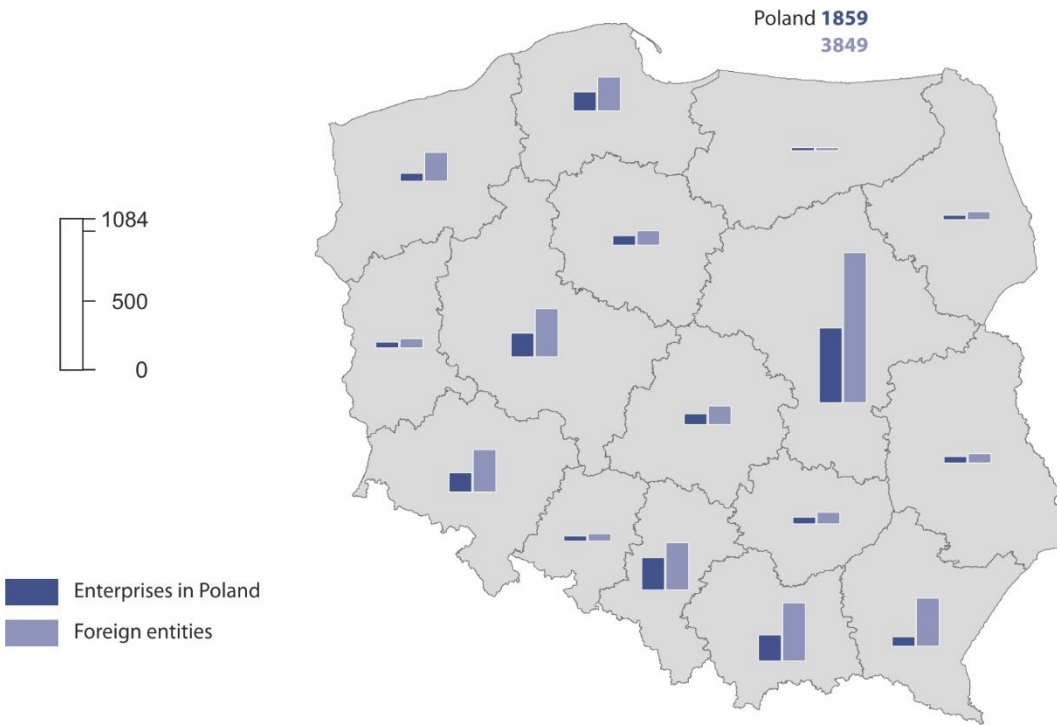 Poland 1859
3849
1084
500
0
Enterprises in Poland
Foreign entities